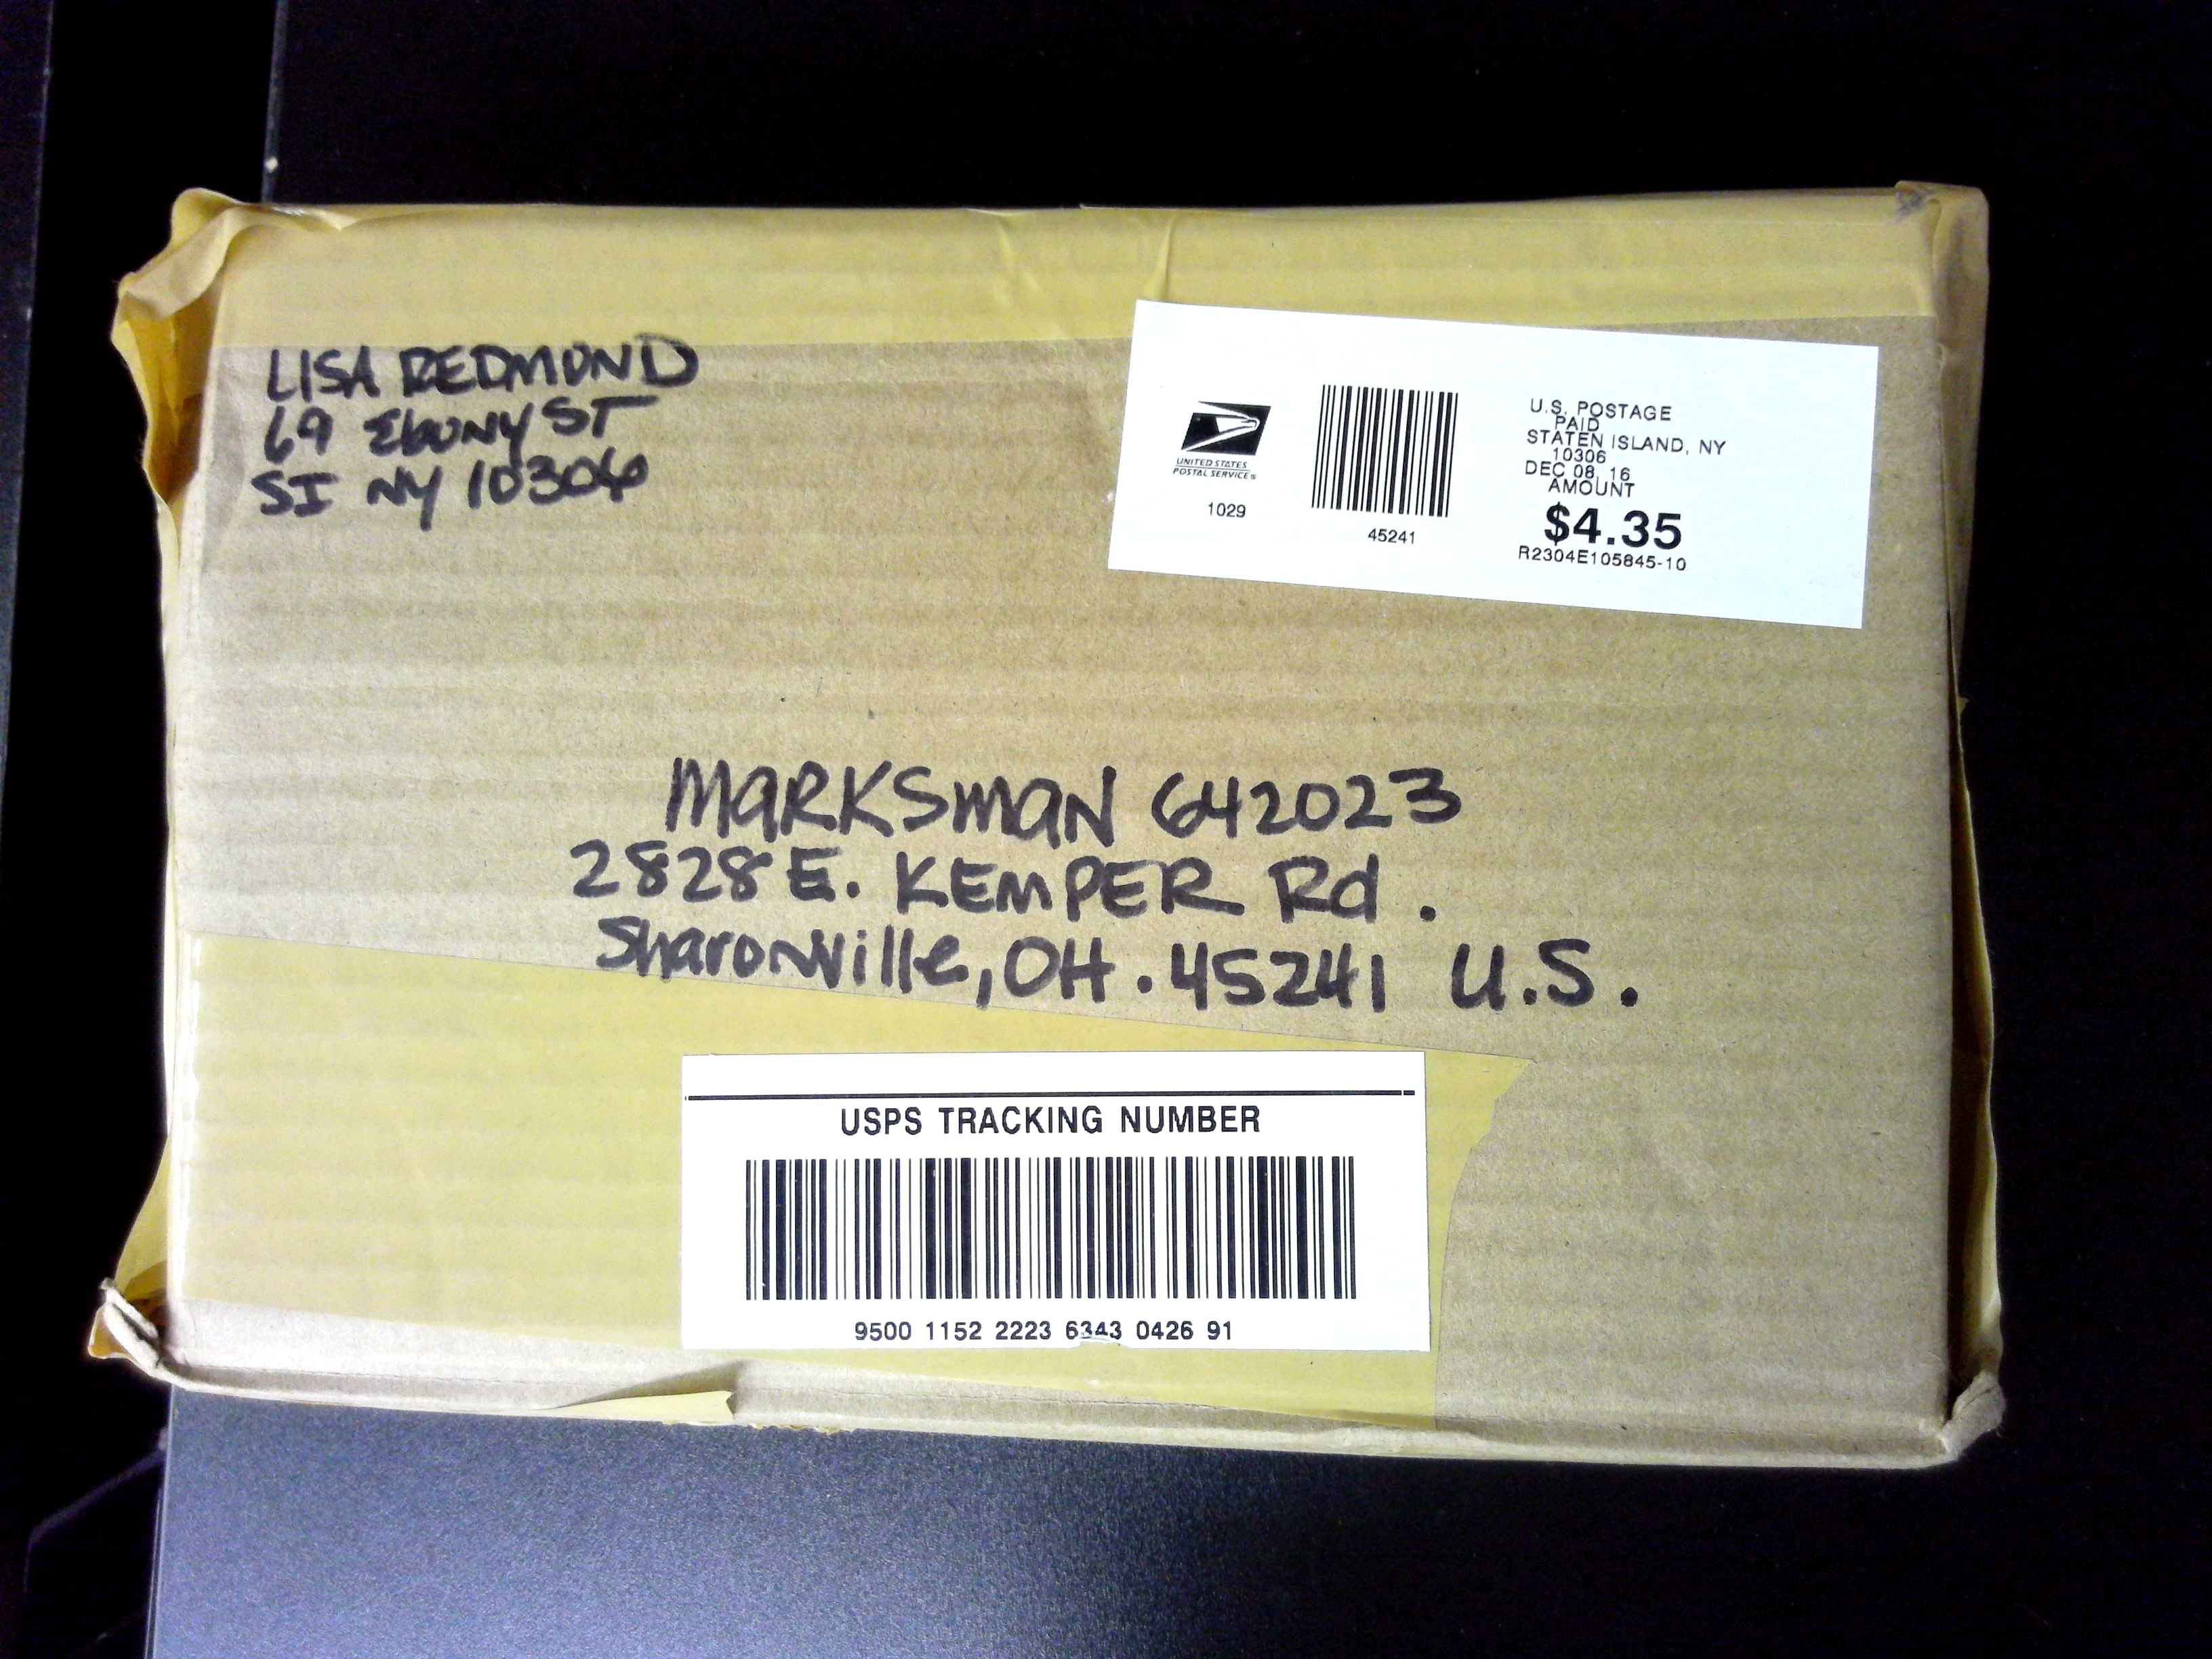 LISA REDMOND
69 Ebony ST
SI NY 10306
UNITED STATES
POSTAL SERVICE®
1029
45241
U.S. POSTAGE
PAID
STATEN ISLAND, NY
10306
DEC 08, 16
AMOUNT
$4.35
R2304E105845-10
MARKSMAN 642023
2828 E. KEMPER Rd.
Sharonville, OH. 45241 U.S.
USPS TRACKING NUMBER
9500 1152 2223 6343 0426 91